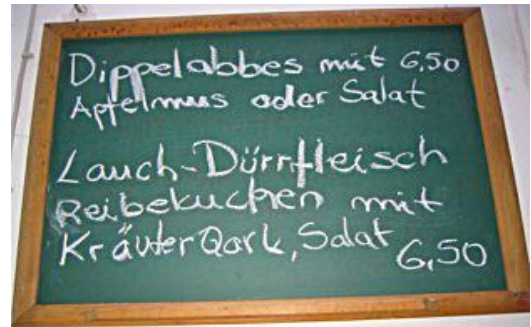 Dippelabbes mit 6,50
Apfelmus oder Salat
Lauch-Dürrfleisch
Reibekuchen mit
KräuterQark, Salat 6,50